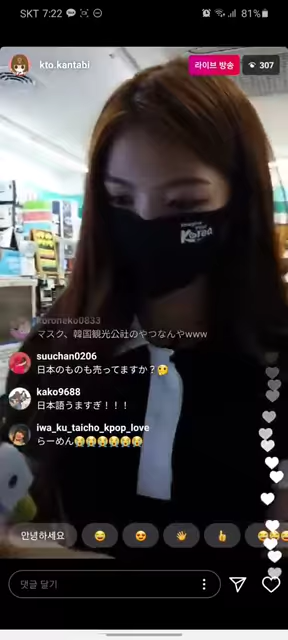 SKT 7:22
81%
kto.kantabi
라이브 방송
307
Imagine
Your
Korea
koroneko0833
マスク、韓国観光公社のやつなんやwww
suuchan0206
日本のものも売ってますか？🤔
kako9688
日本語うますぎ！！！
iwa_ku_taicho_kpop_love
らーめん😭😭😭😭😭😭
안녕하세요 😂 😍 👏 👍 😂😂😂
댓글 달기